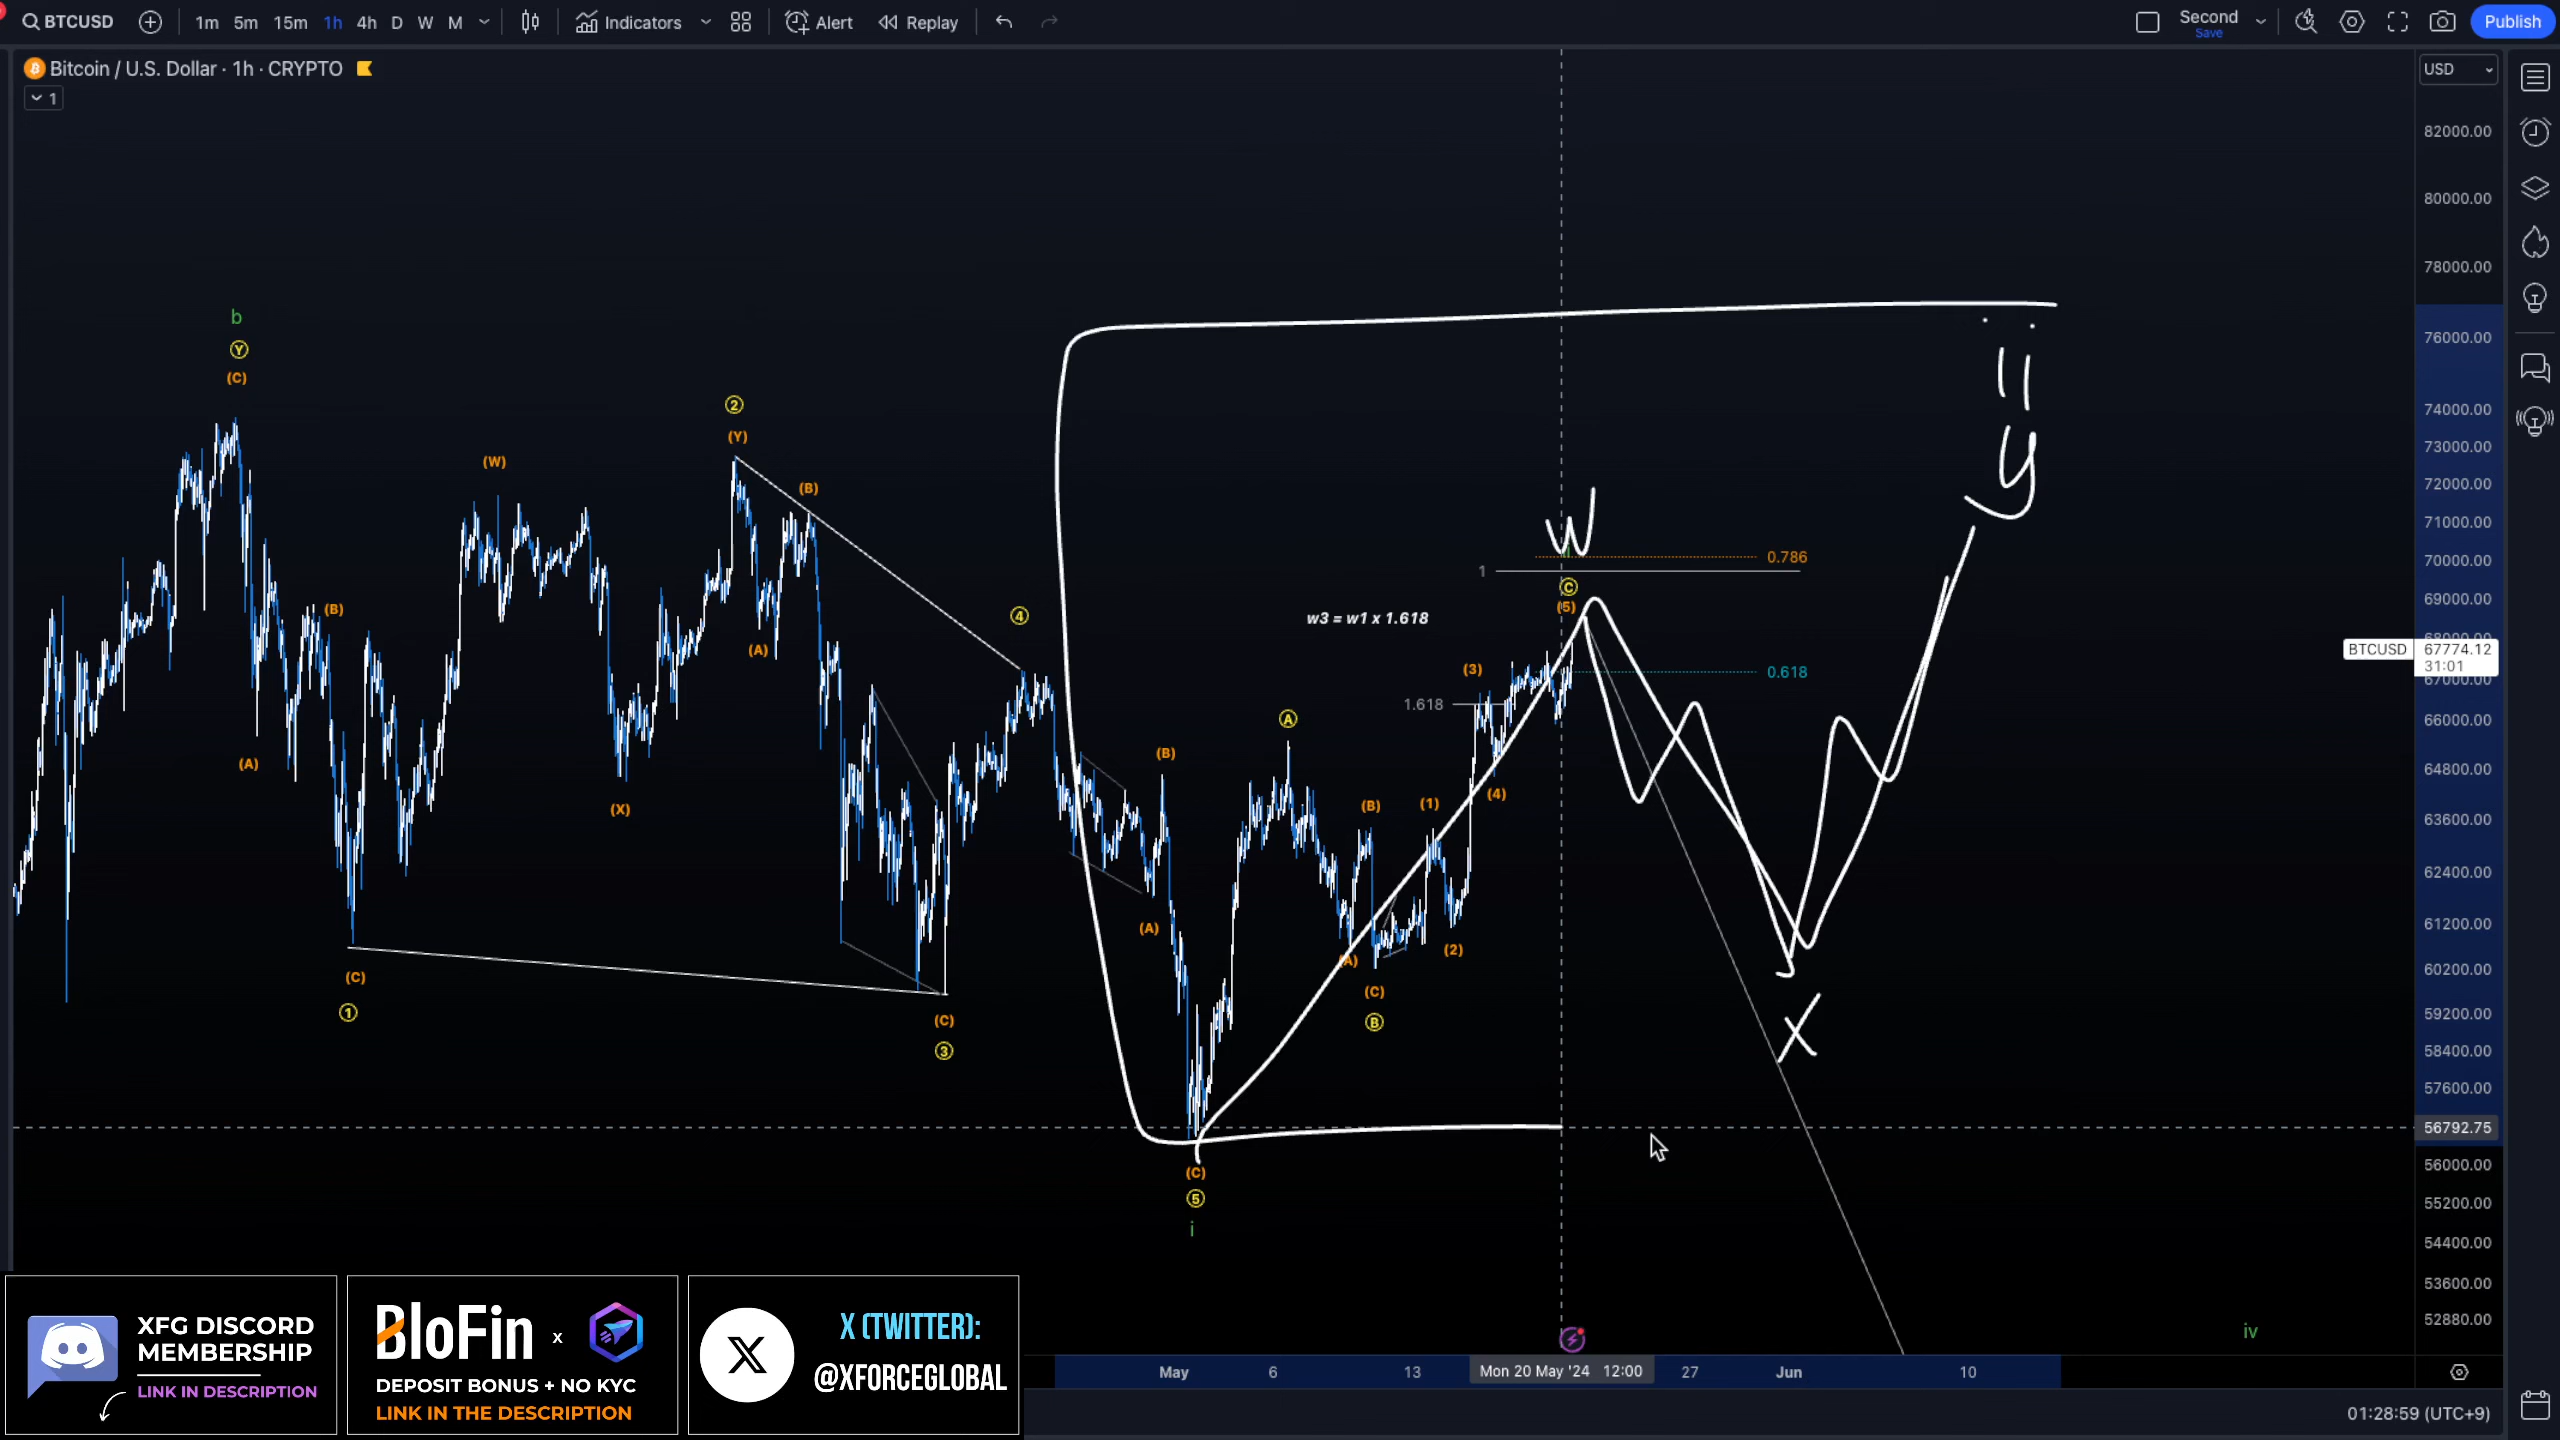 BTCUSD 1m 5m 15m 1h 4h D W M Indicators Alert Replay Second Save Publish
Bitcoin / U.S. Dollar · 1h · CRYPTO
1
USD
82000.00
80000.00
78000.00
76000.00
74000.00
73000.00
72000.00
71000.00
70000.00
69000.00
68000.00
BTCUSD 67774.12
31:01
67000.00
66000.00
64800.00
63600.00
62400.00
61200.00
60200.00
59200.00
58400.00
57600.00
56792.75
56000.00
55200.00
54400.00
53600.00
52880.00
b
Y
(C)
(B)
(A)
(C)
1
(W)
(X)
2
(Y)
(B)
(A)
4
(C)
3
(B)
(A)
(C)
5
i
A
(B)
(A)
(C)
B
(1)
(2)
(3)
(4)
w3 = w1 x 1.618
1.618
W
1
0.786
C
(5)
0.618
X
ii
y
iv
XFG DISCORD
MEMBERSHIP
LINK IN DESCRIPTION
BloFin x
DEPOSIT BONUS + NO KYC
LINK IN THE DESCRIPTION
X (TWITTER):
@XFORCEGLOBAL
May 6 13 Mon 20 May '24 12:00 27 Jun 10
01:28:59 (UTC+9)